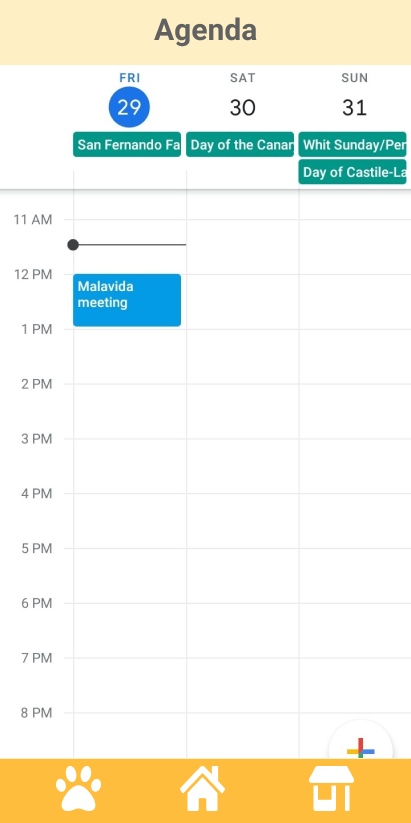 Agenda
FRI SAT SUN
29 30 31
San Fernando Fa Day of the Canar Whit Sunday/Pen
Day of Castile-La
11 AM
12 PM
Malavida
meeting
1 PM
2 PM
3 PM
4 PM
5 PM
6 PM
7 PM
8 PM